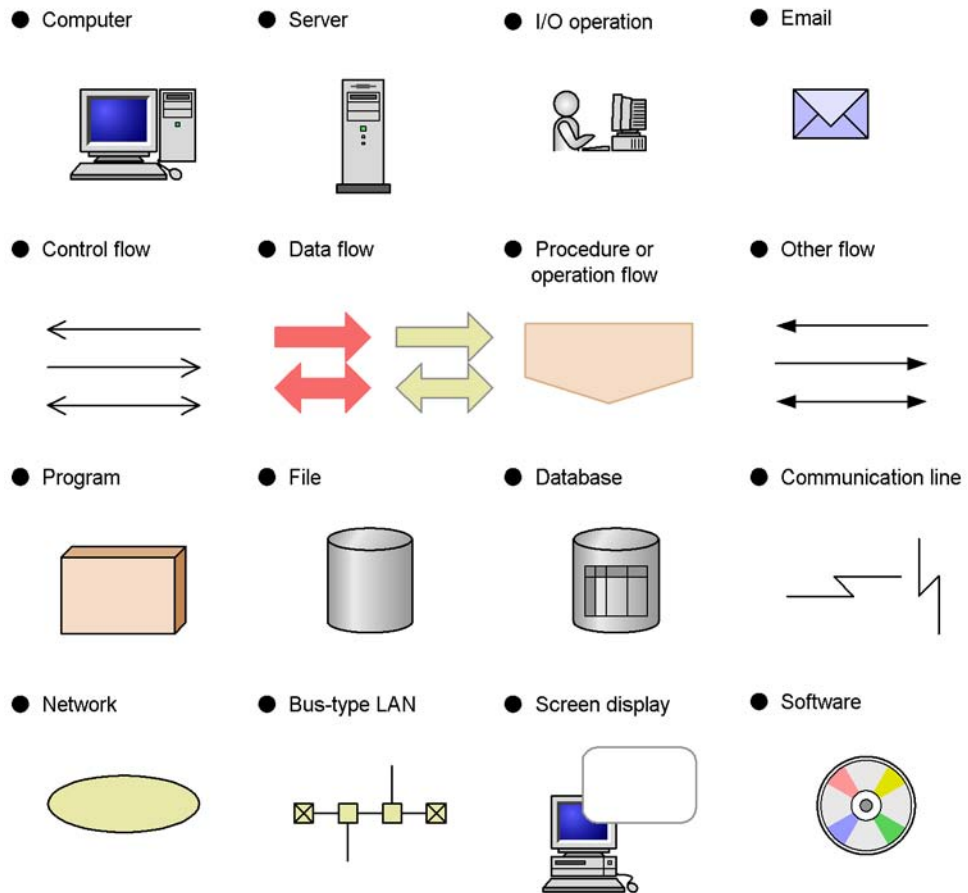 ● Computer
● Server
● I/O operation
● Email
● Control flow
● Data flow
● Procedure or
operation flow
● Other flow
● Program
● File
● Database
● Communication line
● Network
● Bus-type LAN
● Screen display
● Software